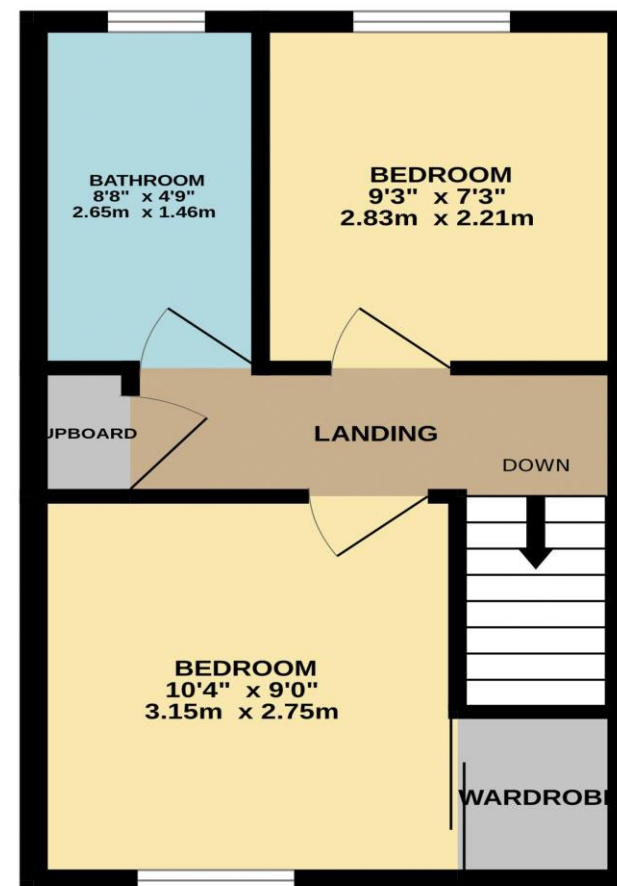 BATHROOM
8'8" x 4'9"
2.65m x 1.46m
BEDROOM
9'3" x 7'3"
2.83m x 2.21m
UPBOARD
LANDING
DOWN
BEDROOM
10'4" x 9'0"
3.15m x 2.75m
WARDROBE